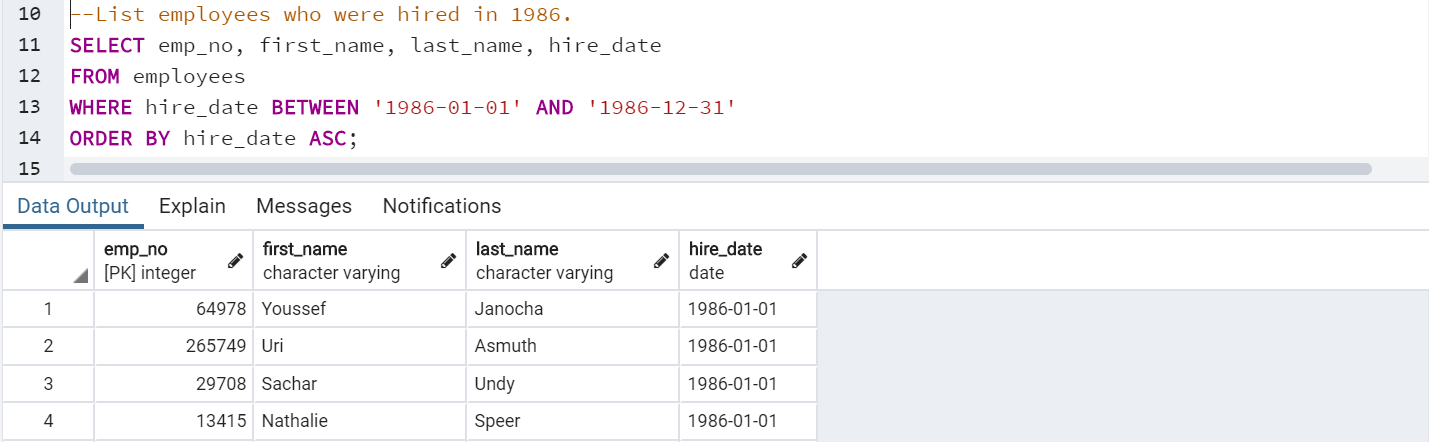 10 --List employees who were hired in 1986.
11 SELECT emp_no, first_name, last_name, hire_date
12 FROM employees
13 WHERE hire_date BETWEEN '1986-01-01' AND '1986-12-31'
14 ORDER BY hire_date ASC;
15
Data Output Explain Messages Notifications
emp_no first_name last_name hire_date
[PK] integer character varying character varying date
1 64978 Youssef Janocha 1986-01-01
2 265749 Uri Asmuth 1986-01-01
3 29708 Sachar Undy 1986-01-01
4 13415 Nathalie Speer 1986-01-01